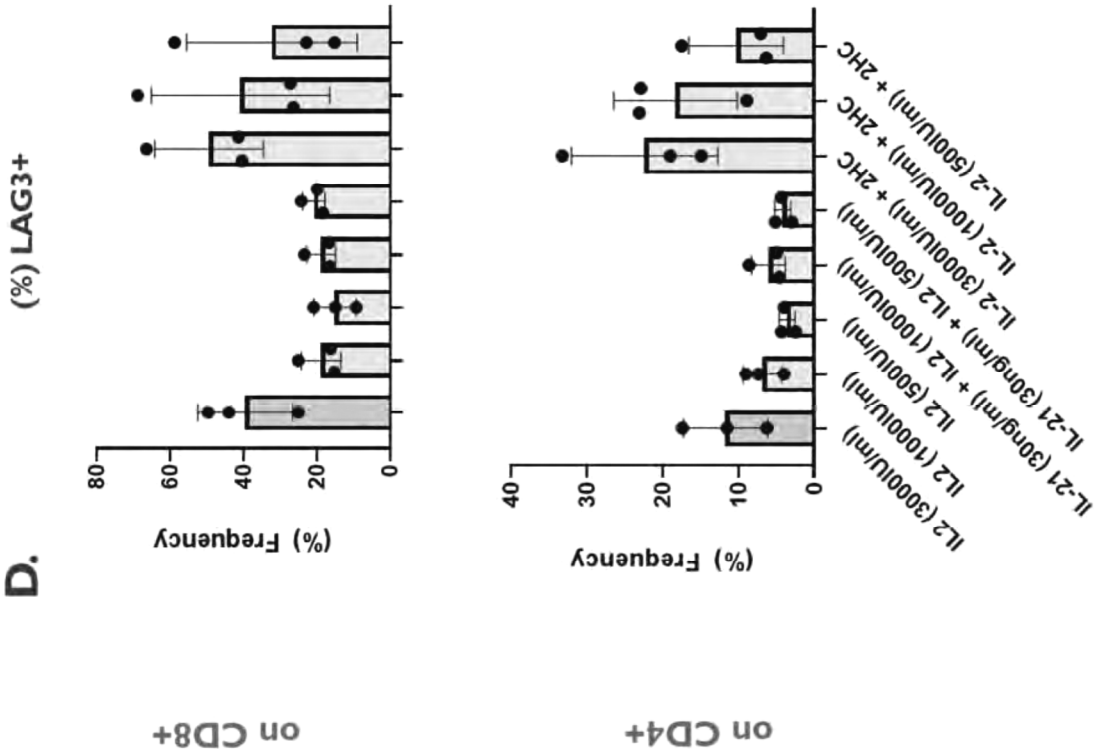 D.
(%) LAG3+
on CD8+
(%) Frequency
80
60
40
20
0
on CD4+
(%) Frequency
40
30
20
10
0
IL2 (3000IU/ml)
IL2 (1000IU/ml)
IL2 (500IU/ml)
IL-21 (30ng/ml) + IL2 (1000IU/ml)
IL-21 (30ng/ml) + IL2 (500IU/ml)
IL-2 (3000IU/ml) + 2HC
IL-2 (1000IU/ml) + 2HC
IL-2 (500IU/ml) + 2HC